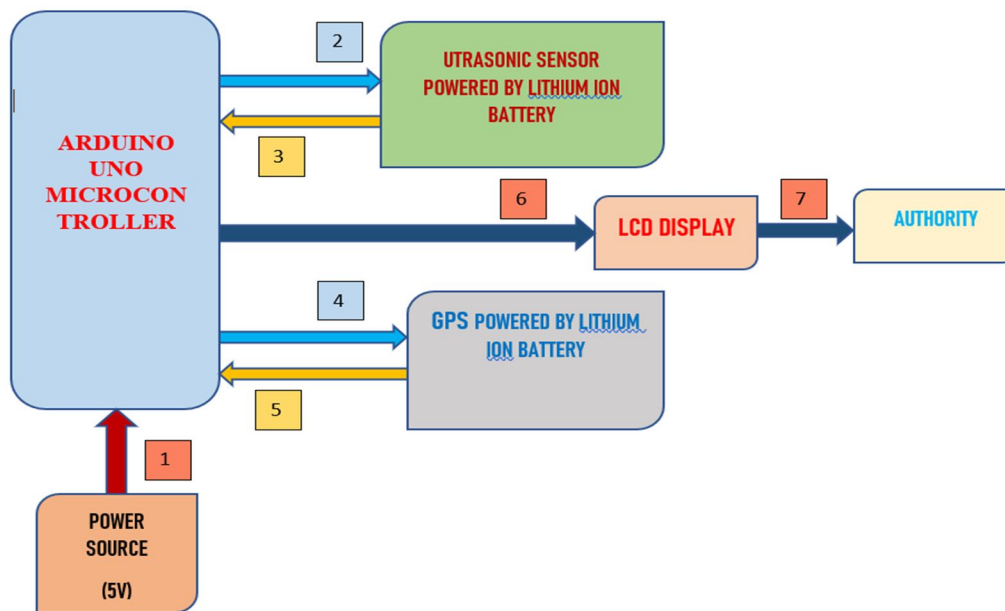 2
UTRASONIC SENSOR
POWERED BY LITHIUM ION
BATTERY
ARDUINO
UNO
MICROCON
TROLLER
3
6
7
LCD DISPLAY
AUTHORITY
4
GPS POWERED BY LITHIUM
ION BATTERY
5
1
POWER
SOURCE
(5V)